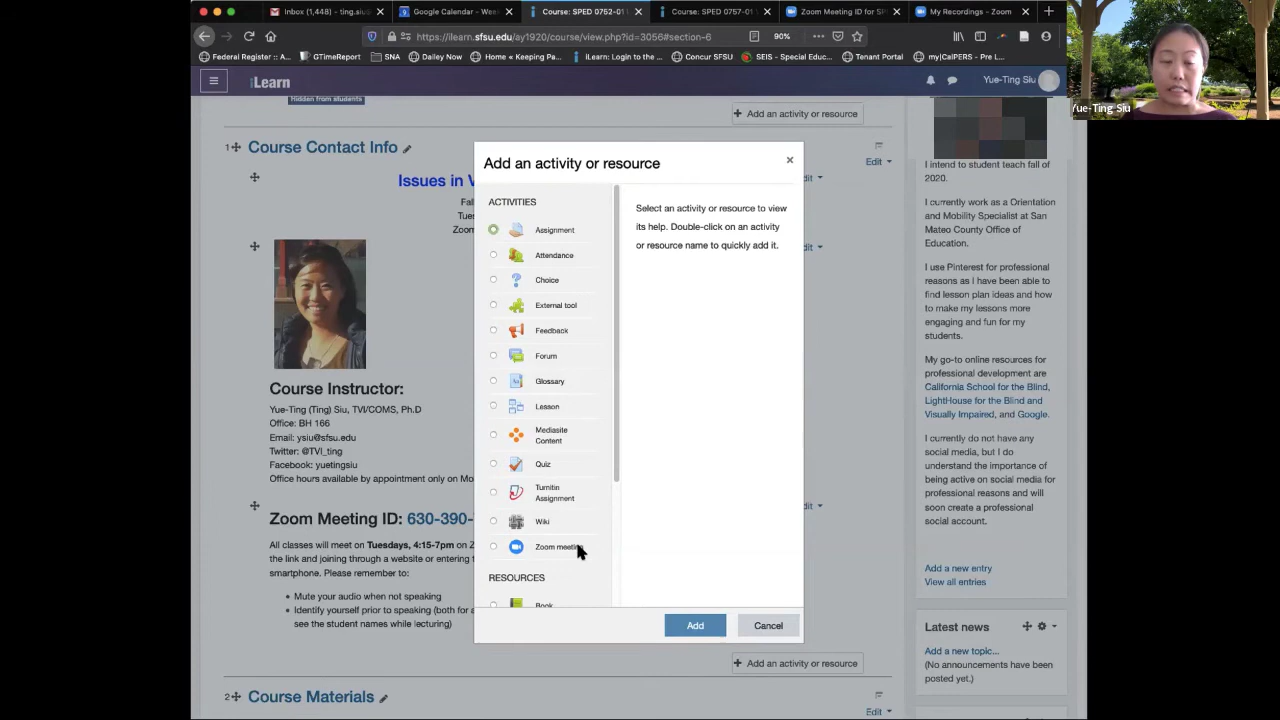 Inbox (1,448) - ting.siu@
Google Calendar - Wee
Course: SPED 0752-01
Course: SPED 0757-01
Zoom Meeting ID for SP
My Recordings - Zoom
https://ilearn.sfsu.edu/ay1920/course/view.php?id=3056#section-6
90%
Federal Register :: A...
GTimeReport
SNA
Dailey Now
Home « Keeping Pa...
iLearn: Login to the ...
Concur SFSU
SEIS - Special Educ...
Tenant Portal
my|CalPERS - Pre L...
iLearn
Yue-Ting Siu
Yue-Ting Siu
Hidden from students
+ Add an activity or resource
1 Course Contact Info
Edit
Issues in V
Fal
Tues
Zoom
Course Instructor:
Yue-Ting (Ting) Siu, TVI/COMS, Ph.D
Office: BH 166
Email: ysiu@sfsu.edu
Twitter: @TVI_ting
Facebook: yuetingsiu
Office hours available by appointment only on Mo
Zoom Meeting ID: 630-390-
All classes will meet on Tuesdays, 4:15-7pm on Z
the link and joining through a website or entering t
smartphone. Please remember to:
Mute your audio when not speaking
Identify yourself prior to speaking (both for a
see the student names while lecturing)
+ Add an activity or resource
2 Course Materials
Edit
Add an activity or resource
×
ACTIVITIES
Assignment
Attendance
Choice
External tool
Feedback
Forum
Glossary
Lesson
Mediasite
Content
Quiz
Turnitin
Assignment
Wiki
Zoom meeting
RESOURCES
Book
Select an activity or resource to view
its help. Double-click on an activity
or resource name to quickly add it.
Add
Cancel
dit
dit
dit
I intend to student teach fall of
2020.
I currently work as a Orientation
and Mobility Specialist at San
Mateo County Office of
Education.
I use Pinterest for professional
reasons as I have been able to
find lesson plan ideas and how
to make my lessons more
engaging and fun for my
students.
My go-to online resources for
professional development are
California School for the Blind,
LightHouse for the Blind and
Visually Impaired, and Google.
I currently do not have any
social media, but I do
understand the importance of
being active on social media for
professional reasons and will
soon create a professional
social account.
Add a new entry
View all entries
Latest news
Add a new topic...
(No announcements have been
posted yet.)